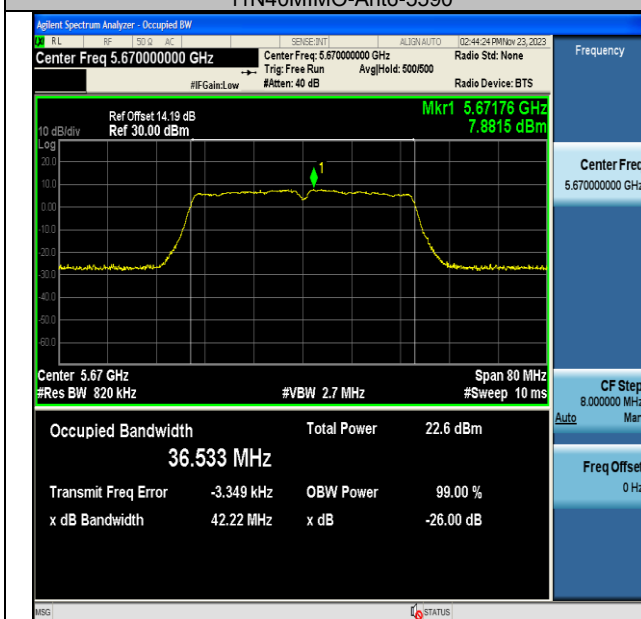 11N40MIMO-Ant6-5590
Agilent Spectrum Analyzer - Occupied BW
RL RF 50 Ω AC SENSE:INT ALIGN AUTO 02:44:24 PM Nov 23, 2023
Center Freq 5.670000000 GHz
Center Freq: 5.670000000 GHz
Radio Std: None
Trig: Free Run Avg|Hold: 500/500
#IFGain:Low #Atten: 40 dB Radio Device: BTS
Frequency
Mkr1 5.67176 GHz
7.8815 dBm
Ref Offset 14.19 dB
10 dB/div Ref 30.00 dBm
Log
20.0
10.0
0.00
-10.0
-20.0
-30.0
-40.0
-50.0
-60.0
1
Center Freq
5.670000000 GHz
Center 5.67 GHz Span 80 MHz
#Res BW 820 kHz #VBW 2.7 MHz #Sweep 10 ms
CF Step
8.000000 MHz
Auto Man
Occupied Bandwidth Total Power 22.6 dBm
36.533 MHz
Transmit Freq Error -3.349 kHz OBW Power 99.00 %
x dB Bandwidth 42.22 MHz x dB -26.00 dB
Freq Offset
0 Hz
MSG STATUS